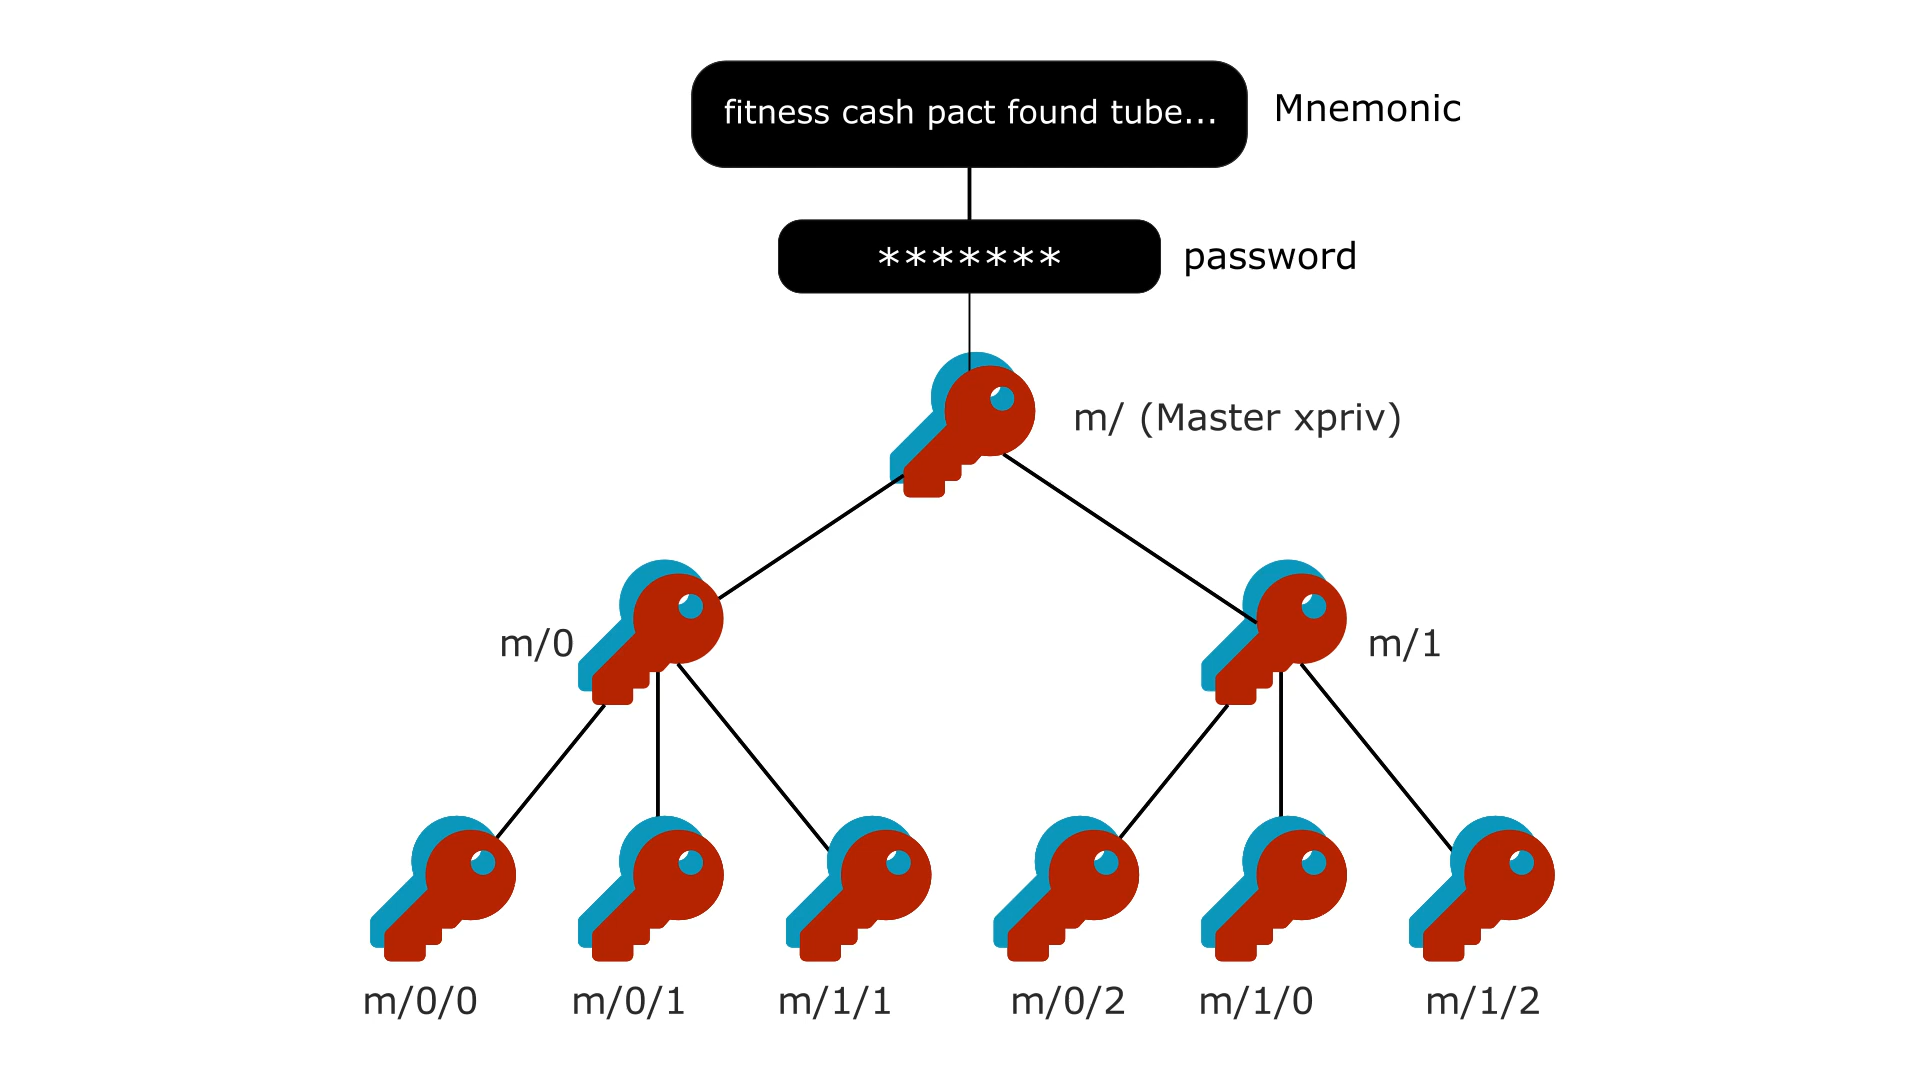 fitness cash pact found tube...
Mnemonic
*******
password
m/ (Master xpriv)
m/0
m/1
m/0/0
m/0/1
m/1/1
m/0/2
m/1/0
m/1/2